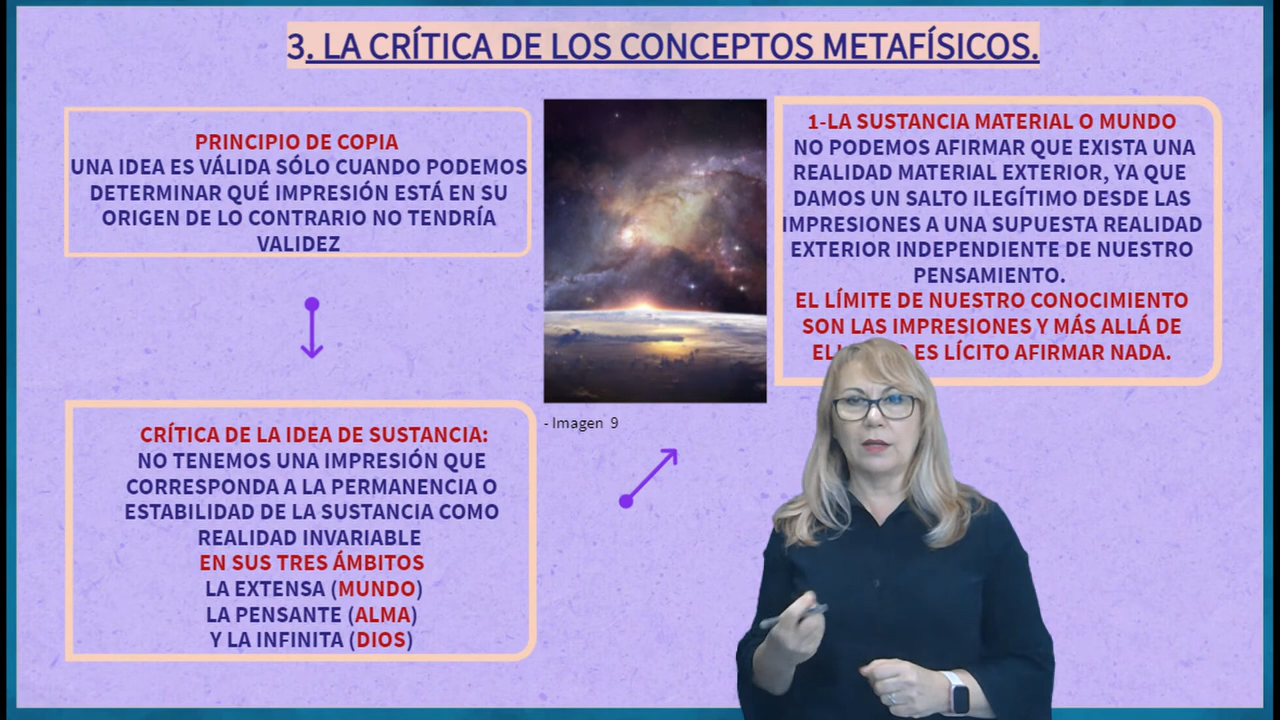 3. LA CRÍTICA DE LOS CONCEPTOS METAFÍSICOS.
PRINCIPIO DE COPIA
UNA IDEA ES VÁLIDA SÓLO CUANDO PODEMOS
DETERMINAR QUÉ IMPRESIÓN ESTÁ EN SU
ORIGEN DE LO CONTRARIO NO TENDRÍA
VALIDEZ
CRÍTICA DE LA IDEA DE SUSTANCIA:
NO TENEMOS UNA IMPRESIÓN QUE
CORRESPONDA A LA PERMANENCIA O
ESTABILIDAD DE LA SUSTANCIA COMO
REALIDAD INVARIABLE
EN SUS TRES ÁMBITOS
LA EXTENSA (MUNDO)
LA PENSANTE (ALMA)
Y LA INFINITA (DIOS)
- Imagen 9
1-LA SUSTANCIA MATERIAL O MUNDO
NO PODEMOS AFIRMAR QUE EXISTA UNA
REALIDAD MATERIAL EXTERIOR, YA QUE
DAMOS UN SALTO ILEGÍTIMO DESDE LAS
IMPRESIONES A UNA SUPUESTA REALIDAD
EXTERIOR INDEPENDIENTE DE NUESTRO
PENSAMIENTO.
EL LÍMITE DE NUESTRO CONOCIMIENTO
SON LAS IMPRESIONES Y MÁS ALLÁ DE
ES LÍCITO AFIRMAR NADA.